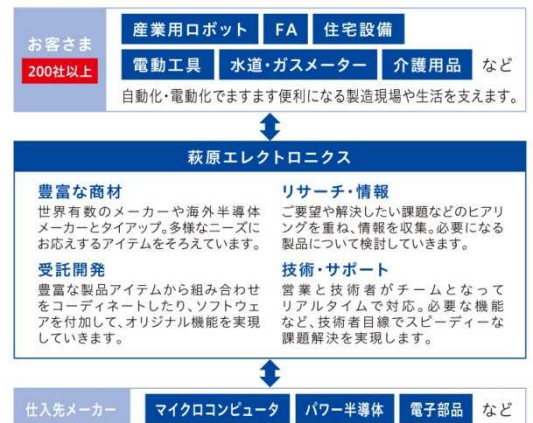 お客さま
200社以上
産業用ロボット FA 住宅設備
電動工具 水道・ガスメーター 介護用品 など
自動化・電動化でますます便利になる製造現場や生活を支えます。
萩原エレクトロニクス
豊富な商材
世界有数のメーカーや海外半導体
メーカーとタイアップ。多様なニーズに
お応えするアイテムをそろえています。
リサーチ・情報
ご要望や解決したい課題などのヒアリ
ングを重ね、情報を収集。必要になる
製品について検討していきます。
受託開発
豊富な製品アイテムから組み合わせ
をコーディネートしたり、ソフトウェ
アを付加して、オリジナル機能を実現
していきます。
技術・サポート
営業と技術者がチームとなって
リアルタイムで対応。必要な機能
など、技術者目線でスピーディーな
課題解決を実現します。
仕入先メーカー マイクロコンピュータ パワー半導体 電子部品 など